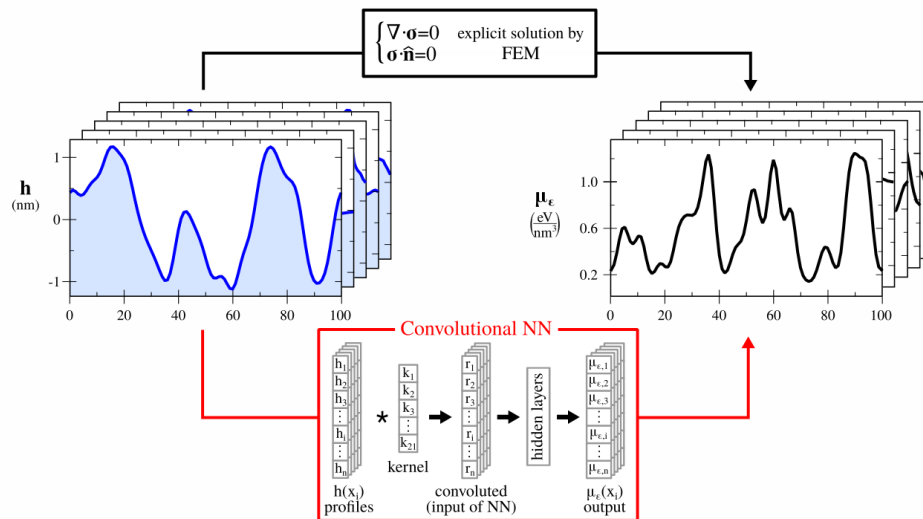 ∇·σ=0 explicit solution by
σ·n̂=0 FEM
h
(nm)
1
0
-1
0 20 40 60 80 100
μ_ε
(eV/nm³)
1.0
0.6
0.2
0 20 40 60 80 100
Convolutional NN
h₁
h₂
h₃
⋮
hᵢ
⋮
hₙ
h(xᵢ)
profiles
*
k₁
k₂
k₃
⋮
k₂₁
kernel
r₁
r₂
r₃
⋮
rᵢ
⋮
rₙ
convoluted
(input of NN)
hidden layers
μ_ε,1
μ_ε,2
μ_ε,3
⋮
μ_ε,i
⋮
μ_ε,n
μ_ε(xᵢ)
output